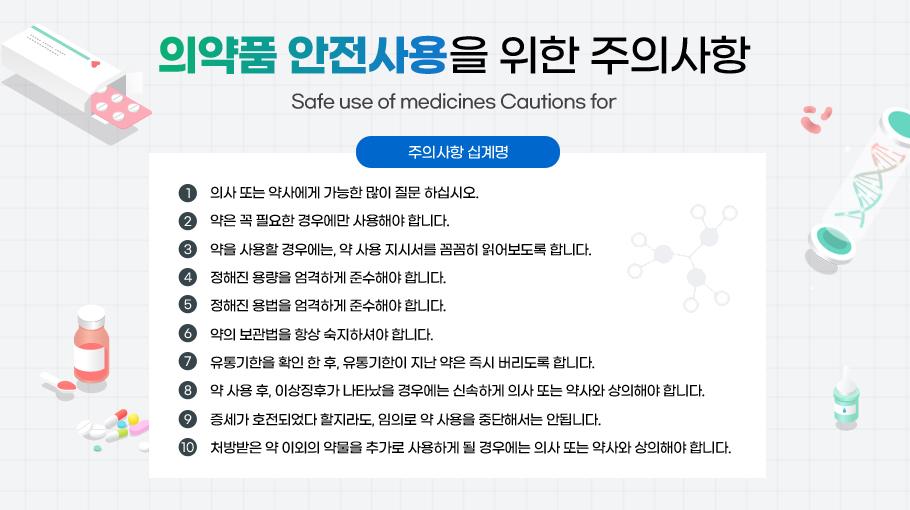 의약품 안전사용을 위한 주의사항
Safe use of medicines Cautions for
주의사항 십계명
1 의사 또는 약사에게 가능한 많이 질문 하십시오.
2 약은 꼭 필요한 경우에만 사용해야 합니다.
3 약을 사용할 경우에는, 약 사용 지시서를 꼼꼼히 읽어보도록 합니다.
4 정해진 용량을 엄격하게 준수해야 합니다.
5 정해진 용법을 엄격하게 준수해야 합니다.
6 약의 보관법을 항상 숙지하셔야 합니다.
7 유통기한을 확인 한 후, 유통기한이 지난 약은 즉시 버리도록 합니다.
8 약 사용 후, 이상징후가 나타났을 경우에는 신속하게 의사 또는 약사와 상의해야 합니다.
9 증세가 호전되었다 할지라도, 임의로 약 사용을 중단해서는 안됩니다.
10 처방받은 약 이외의 약물을 추가로 사용하게 될 경우에는 의사 또는 약사와 상의해야 합니다.